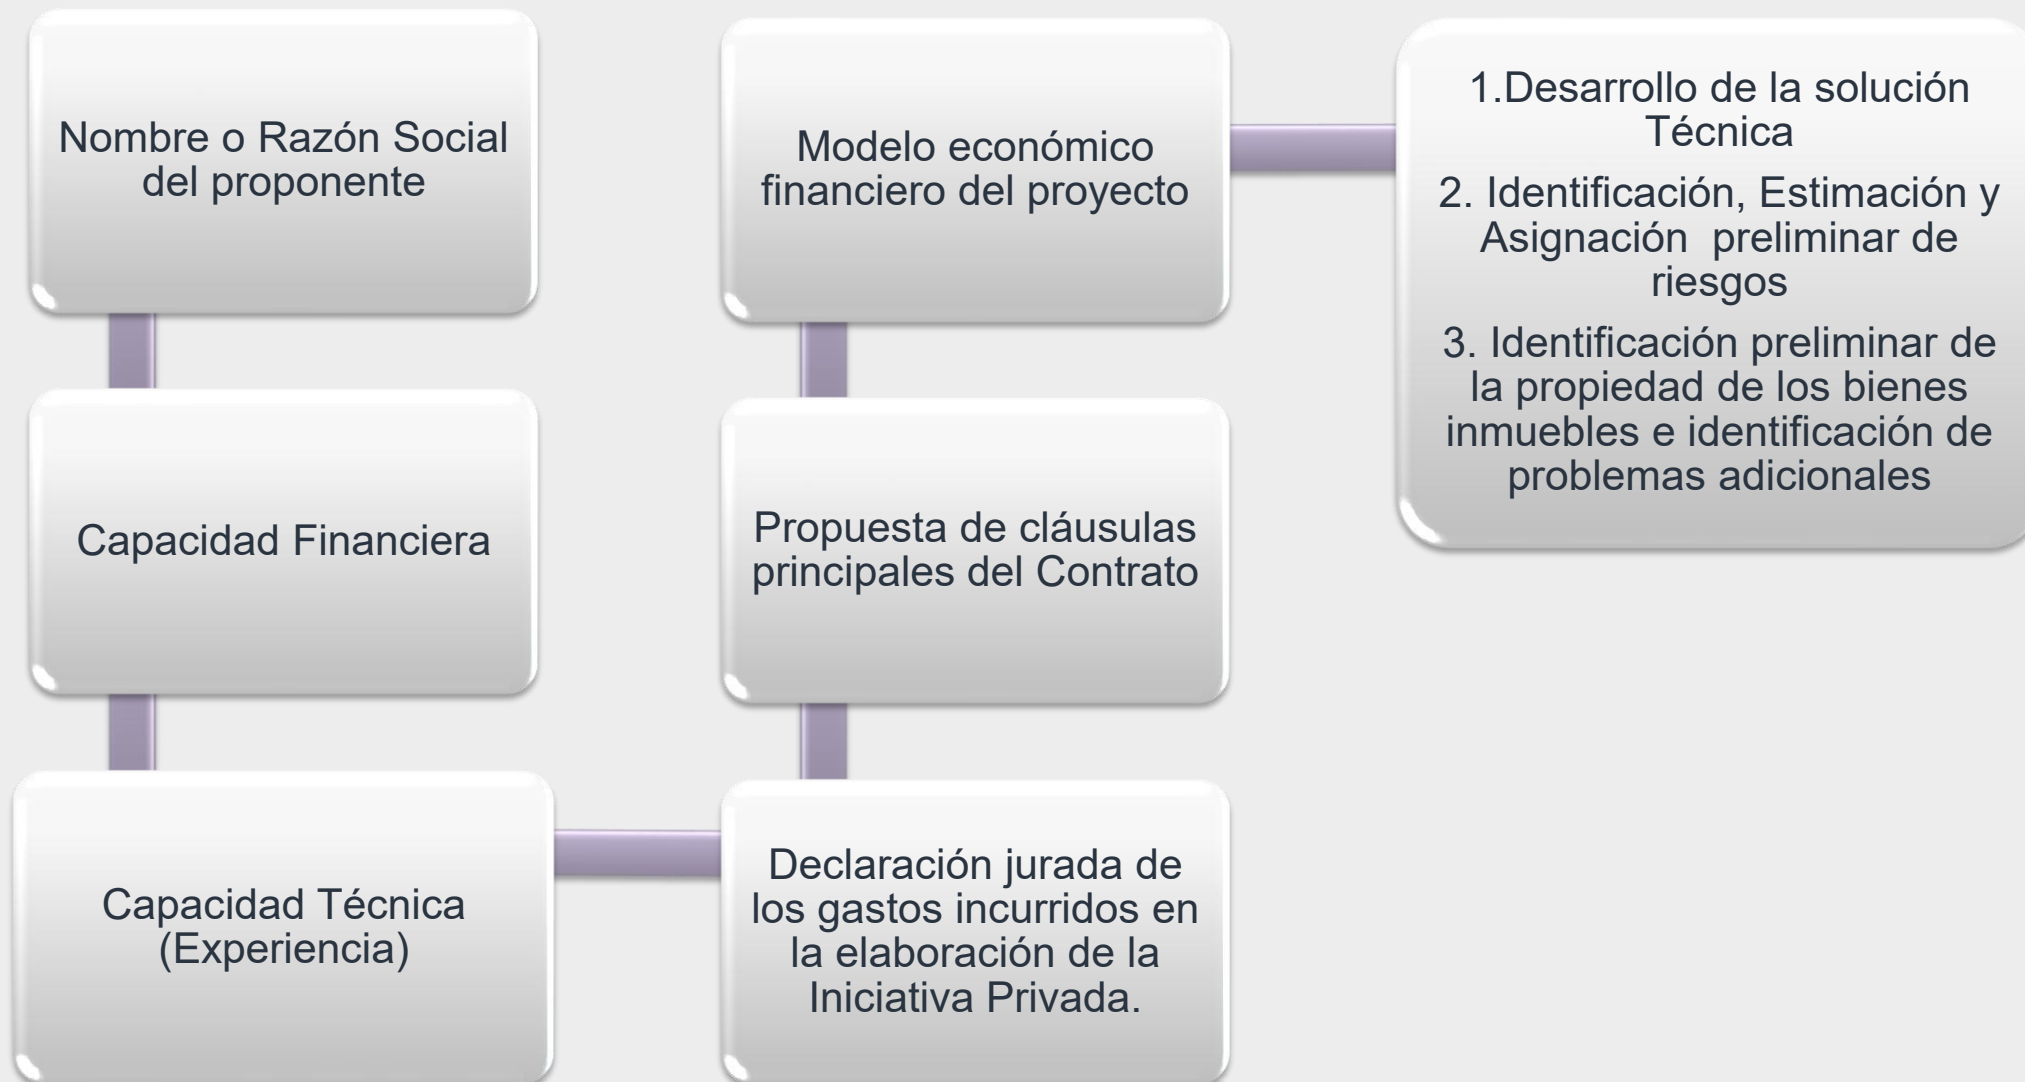 Nombre o Razón Social
del proponente
Capacidad Financiera
Capacidad Técnica
(Experiencia)
Declaración jurada de
los gastos incurridos en
la elaboración de la
Iniciativa Privada.
Propuesta de cláusulas
principales del Contrato
Modelo económico
financiero del proyecto
1.Desarrollo de la solución
Técnica
2. Identificación, Estimación y
Asignación  preliminar de
riesgos
3. Identificación preliminar de
la propiedad de los bienes
inmuebles e identificación de
problemas adicionales